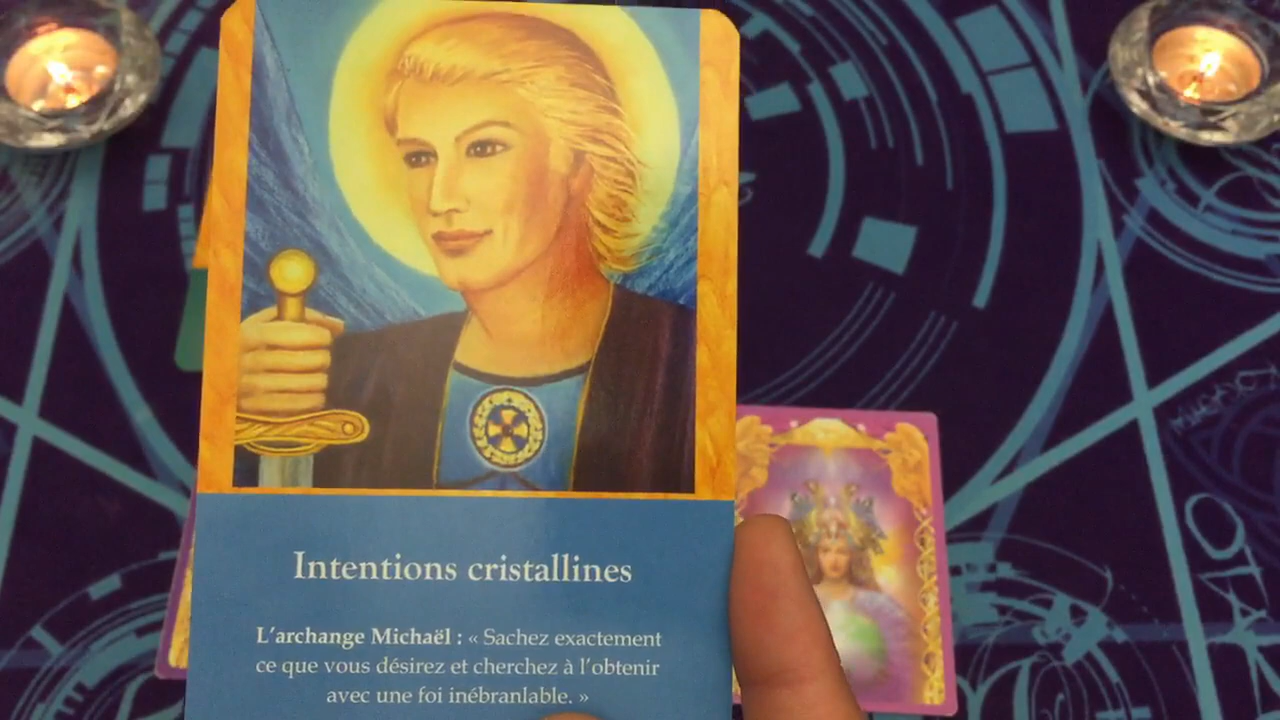 Intentions cristallines
L'archange Michaël : « Sachez exactement
ce que vous désirez et cherchez à l'obtenir
avec une foi inébranlable. »